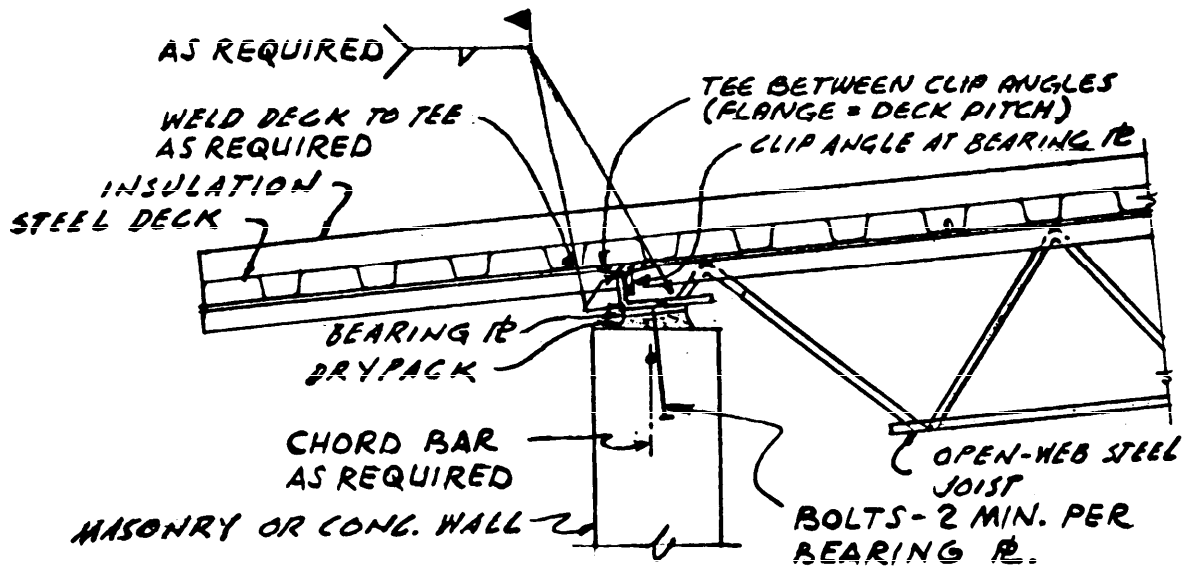 AS REQUIRED
TEE BETWEEN CLIP ANGLES
(FLANGE = DECK PITCH)
WELD DECK TO TEE
AS REQUIRED
CLIP ANGLE AT BEARING ℄
INSULATION
STEEL DECK
BEARING ℄
DRYPACK
CHORD BAR
AS REQUIRED
MASONRY OR CONC. WALL
OPEN-WEB STEEL
JOIST
BOLTS - 2 MIN. PER
BEARING ℄.